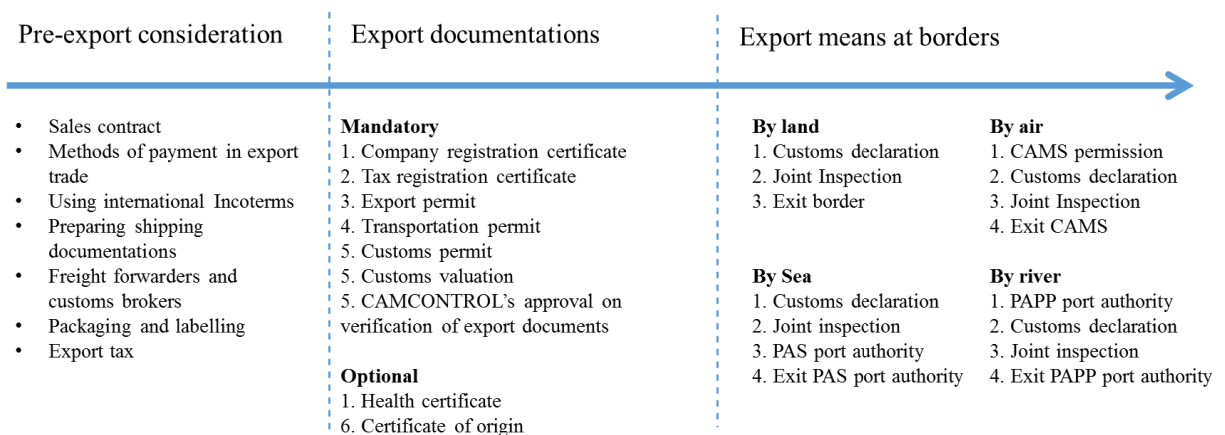 Pre-export consideration
• Sales contract
• Methods of payment in export
trade
• Using international Incoterms
• Preparing shipping
documentations
• Freight forwarders and
customs brokers
• Packaging and labelling
• Export tax
Export documentations
Mandatory
1. Company registration certificate
2. Tax registration certificate
3. Export permit
4. Transportation permit
5. Customs permit
5. Customs valuation
5. CAMCONTROL's approval on
verification of export documents
Optional
1. Health certificate
6. Certificate of origin
Export means at borders
By land
1. Customs declaration
2. Joint Inspection
3. Exit border
By air
1. CAMS permission
2. Customs declaration
3. Joint Inspection
4. Exit CAMS
By Sea
1. Customs declaration
2. Joint inspection
3. PAS port authority
4. Exit PAS port authority
By river
1. PAPP port authority
2. Customs declaration
3. Joint inspection
4. Exit PAPP port authority